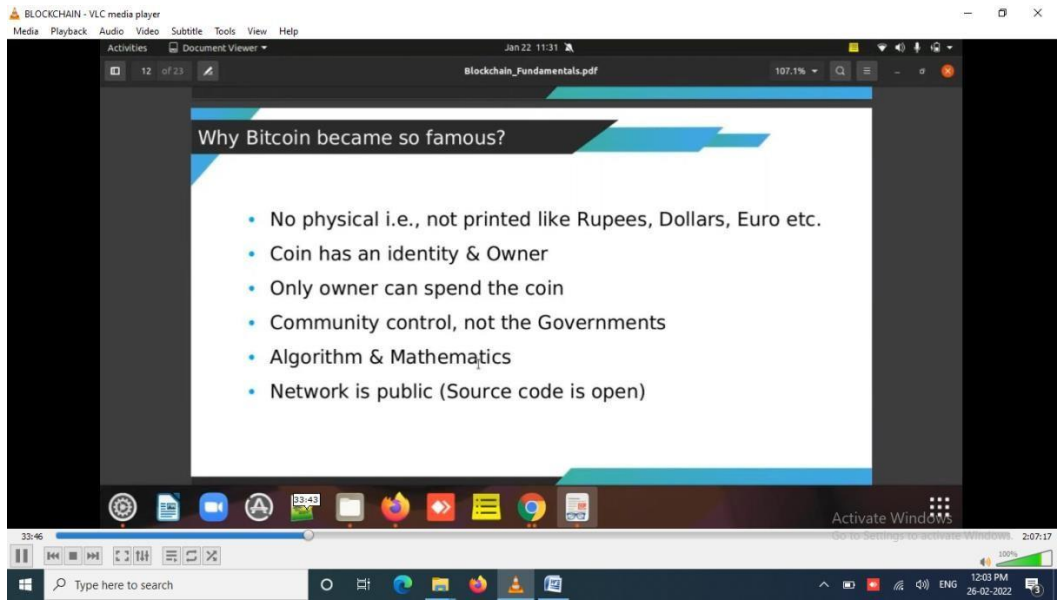 BLOCKCHAIN - VLC media player
Media Playback Audio Video Subtitle Tools View Help
Activities Document Viewer Jan 22 11:31
12 of 23 Blockchain_Fundamentals.pdf 107.1%
Why Bitcoin became so famous?
• No physical i.e., not printed like Rupees, Dollars, Euro etc.
• Coin has an identity & Owner
• Only owner can spend the coin
• Community control, not the Governments
• Algorithm & Mathematics
• Network is public (Source code is open)
33:43
Activate Windows
Go to Settings to activate Windows.
33:46 2:07:17
100%
Type here to search ENG 12:03 PM
26-02-2022 3